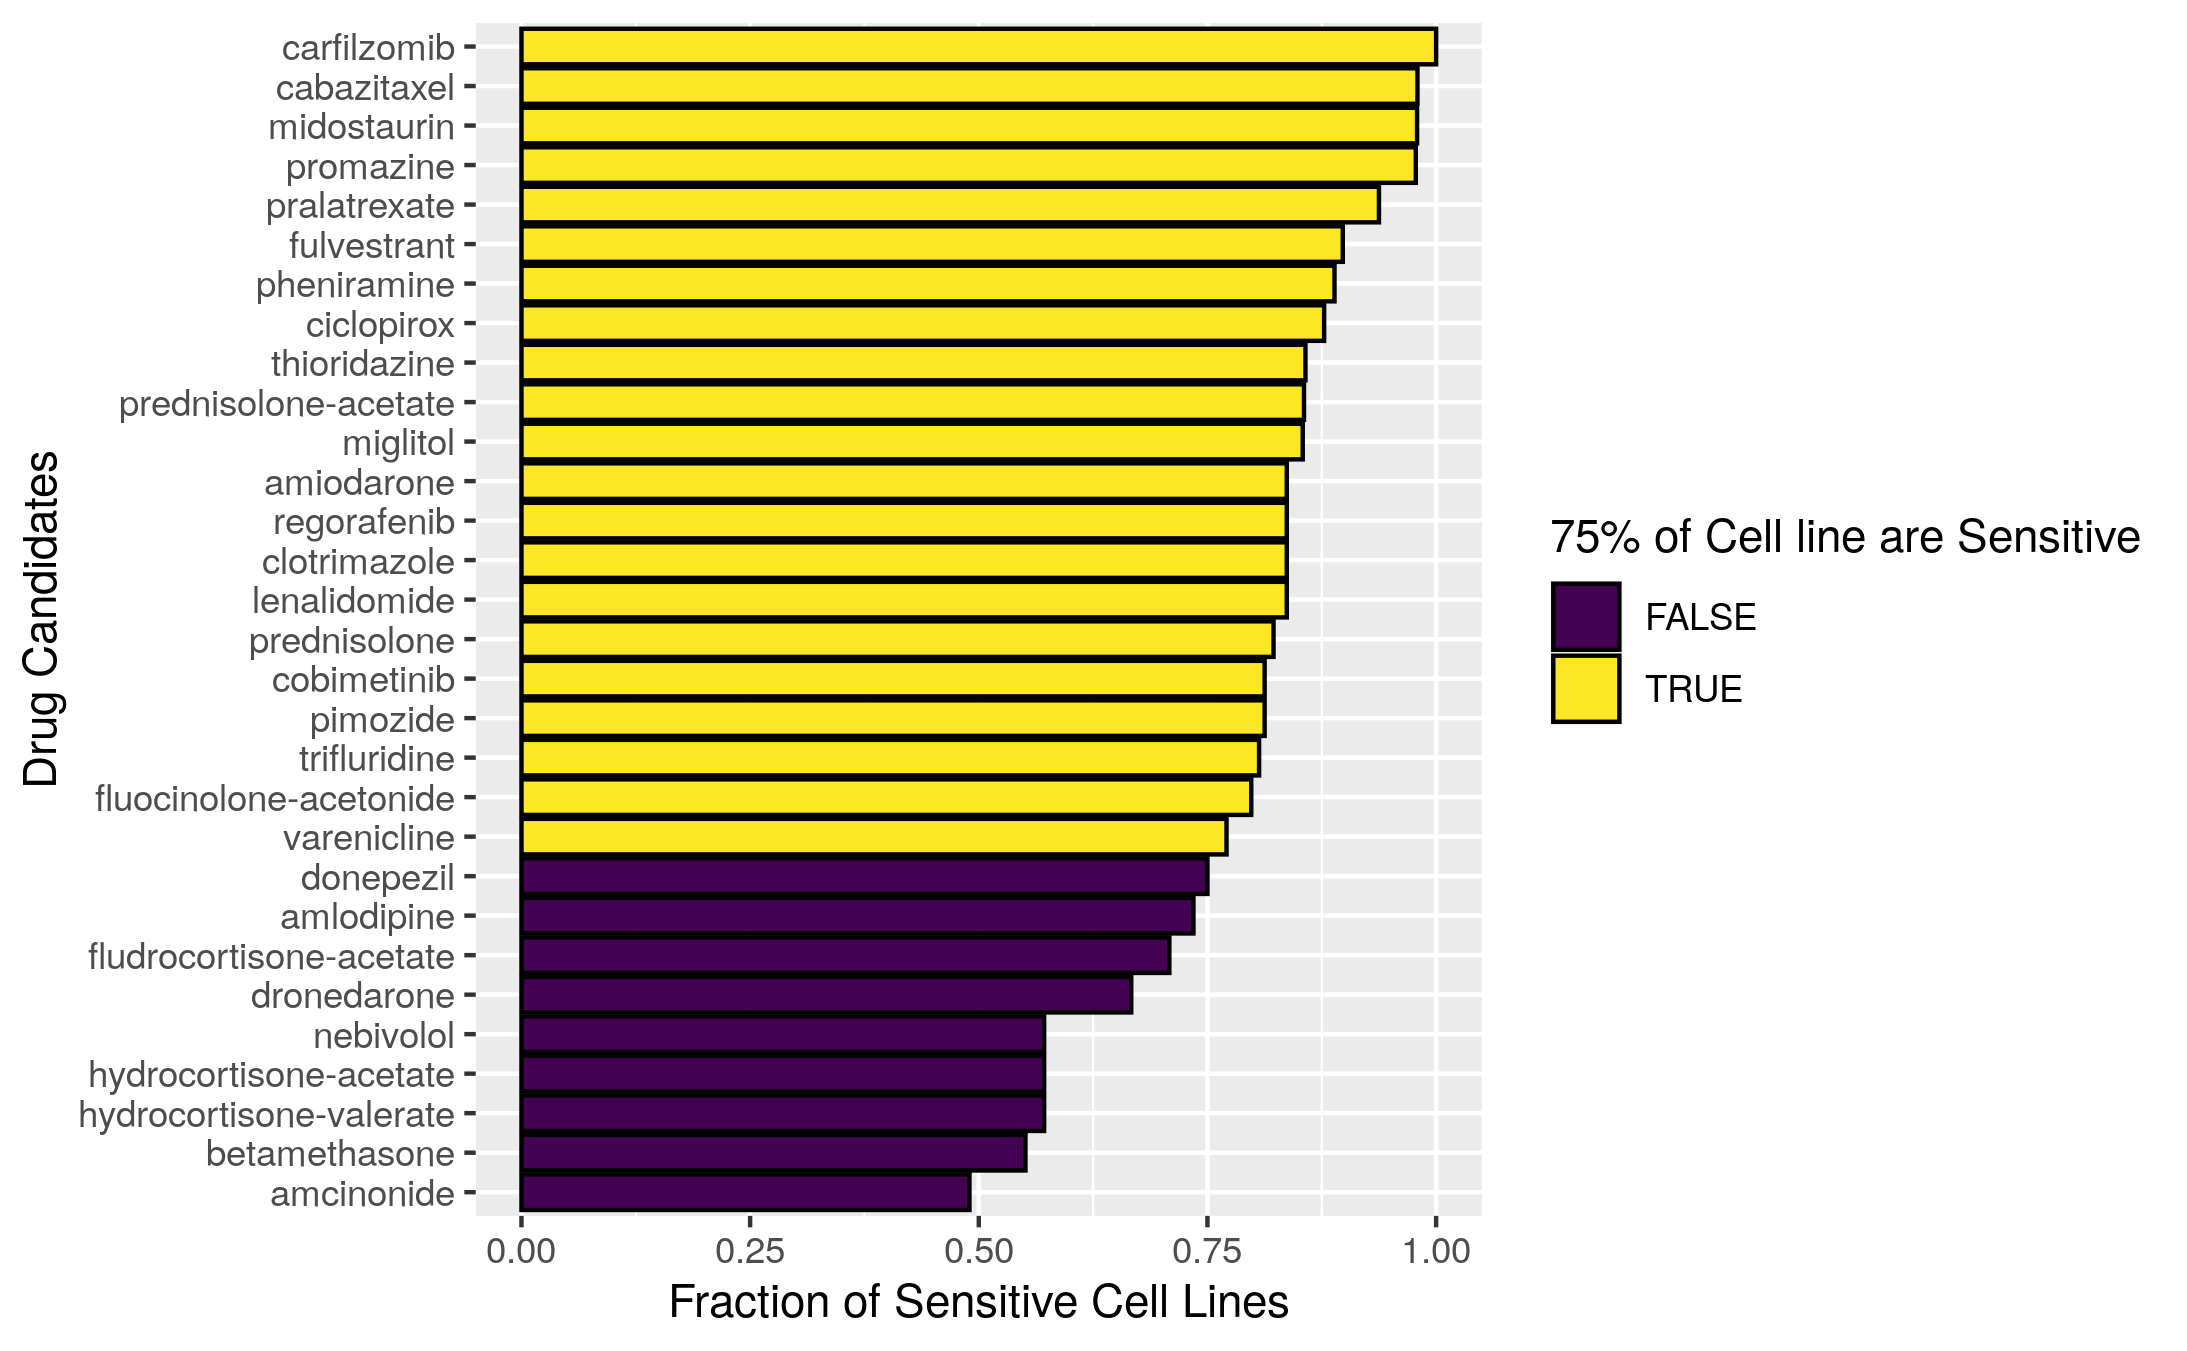 Drug Candidates
carfilzomib
cabazitaxel
midostaurin
promazine
pralatrexate
fulvestrant
pheniramine
ciclopirox
thioridazine
prednisolone-acetate
miglitol
amiodarone
regorafenib
clotrimazole
lenalidomide
prednisolone
cobimetinib
pimozide
trifluridine
fluocinolone-acetonide
varenicline
donepezil
amlodipine
fludrocortisone-acetate
dronedarone
nebivolol
hydrocortisone-acetate
hydrocortisone-valerate
betamethasone
amcinonide
0.00 0.25 0.50 0.75 1.00
Fraction of Sensitive Cell Lines
75% of Cell line are Sensitive
FALSE
TRUE